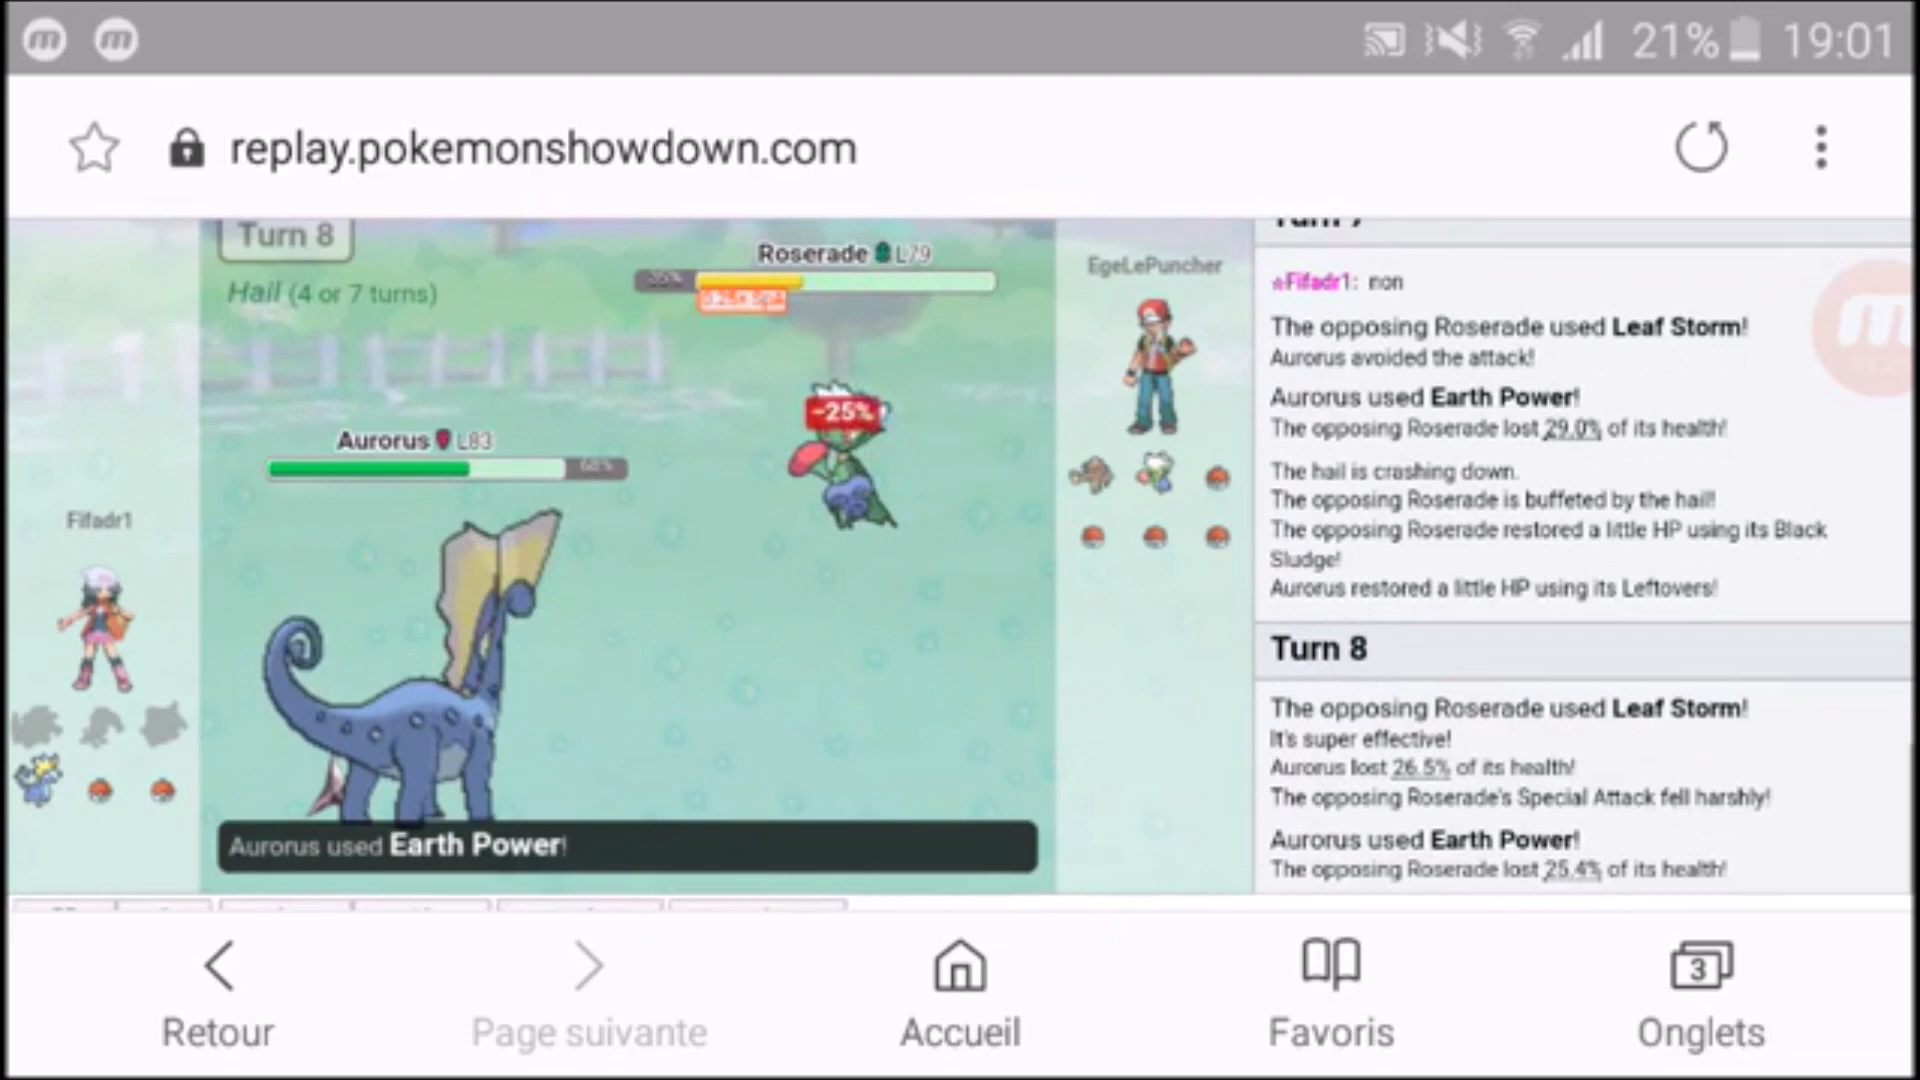 21% 19:01
replay.pokemonshowdown.com
Turn 8
Hail (4 or 7 turns)
Roserade L79
-25%
Aurorus L83
68%
Fifadr1
EgeLePuncher
Aurorus used Earth Power!
Turn 7
☆Fifadr1: non
The opposing Roserade used Leaf Storm!
Aurorus avoided the attack!
Aurorus used Earth Power!
The opposing Roserade lost 29.0% of its health!
The hail is crashing down.
The opposing Roserade is buffeted by the hail!
The opposing Roserade restored a little HP using its Black
Sludge!
Aurorus restored a little HP using its Leftovers!
Turn 8
The opposing Roserade used Leaf Storm!
It's super effective!
Aurorus lost 26.5% of its health!
The opposing Roserade's Special Attack fell harshly!
Aurorus used Earth Power!
The opposing Roserade lost 25.4% of its health!
Retour
Page suivante
Accueil
Favoris
3
Onglets